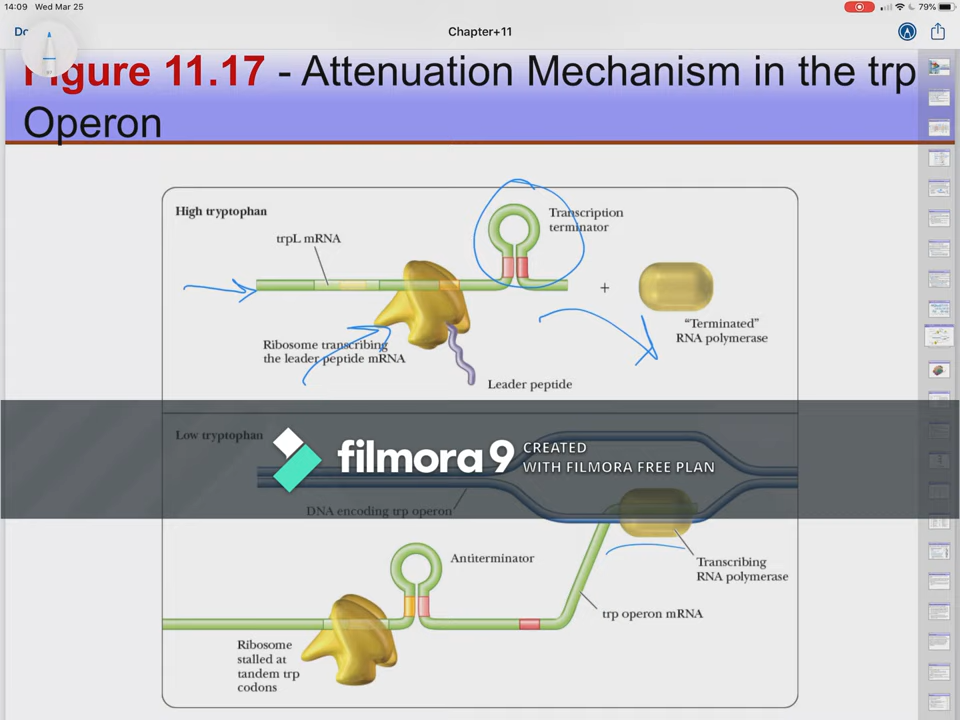 14:09 Wed Mar 25
79%
Chapter+11
Figure 11.17 - Attenuation Mechanism in the trp
Operon
High tryptophan
Transcription
terminator
trpL mRNA
+
"Terminated"
RNA polymerase
Ribosome transcribing
the leader peptide mRNA
Leader peptide
Low tryptophan
filmora9 CREATED
WITH FILMORA FREE PLAN
DNA encoding trp operon
Antiterminator
Transcribing
RNA polymerase
trp operon mRNA
Ribosome
stalled at
tandem trp
codons